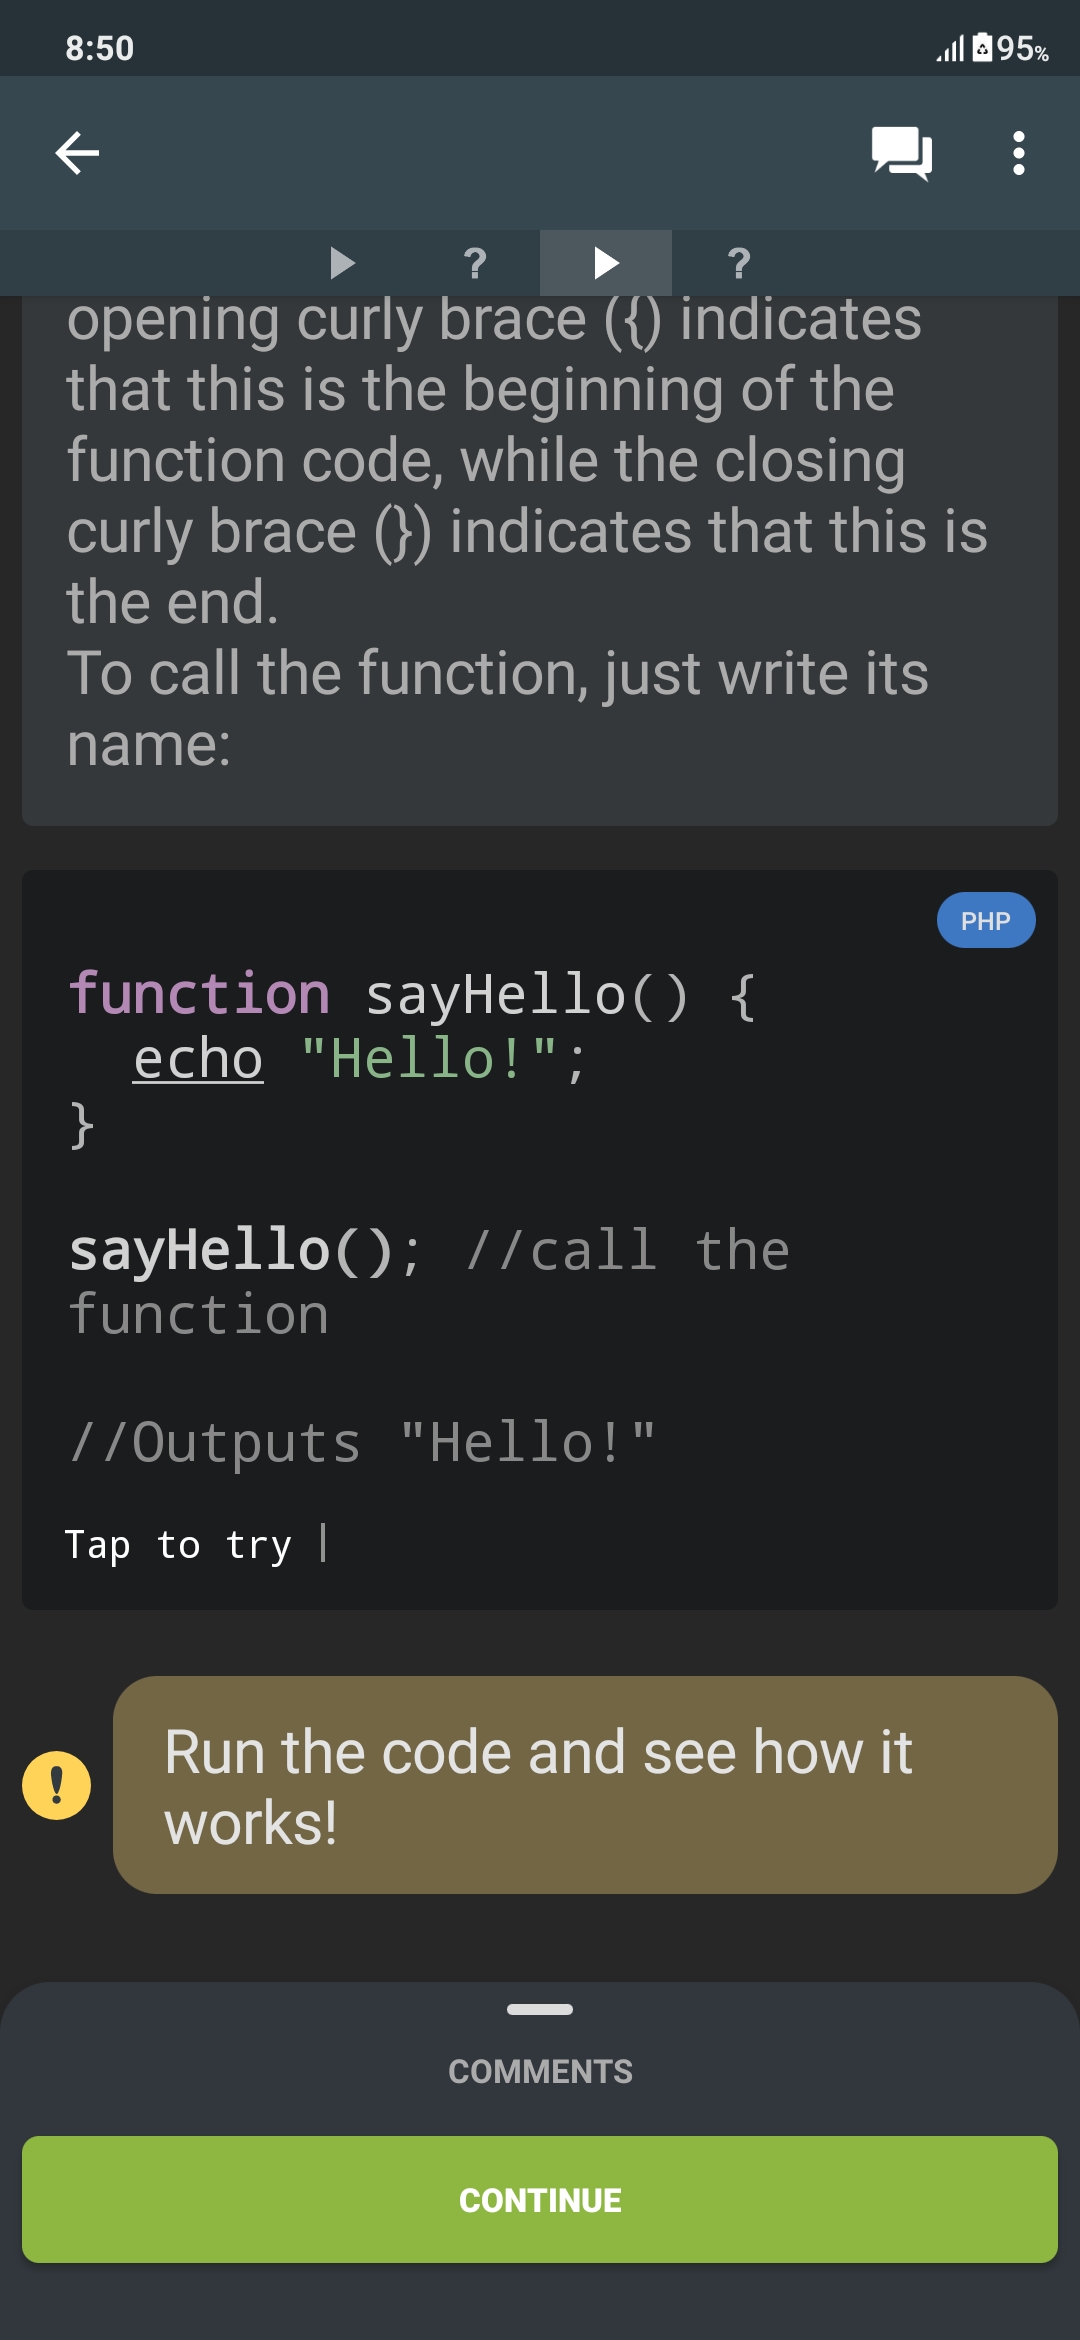 8:50
95%
?
?
opening curly brace ({) indicates
that this is the beginning of the
function code, while the closing
curly brace (}) indicates that this is
the end.
To call the function, just write its
name:
PHP
function sayHello() {
  echo "Hello!";
}
sayHello(); //call the
function
//Outputs "Hello!"
Tap to try
!
Run the code and see how it
works!
COMMENTS
CONTINUE